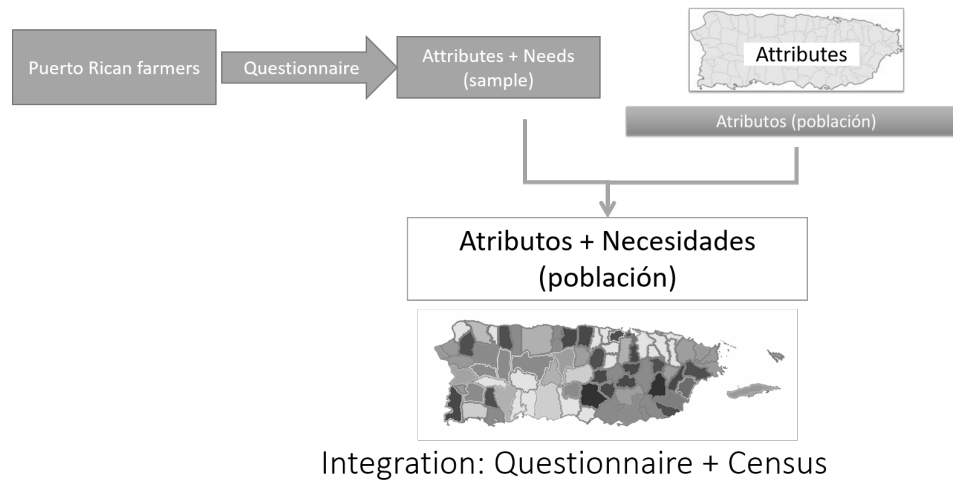 Puerto Rican farmers
Questionnaire
Attributes + Needs
(sample)
Attributes
Atributos (población)
Atributos + Necesidades
(población)
Integration: Questionnaire + Census